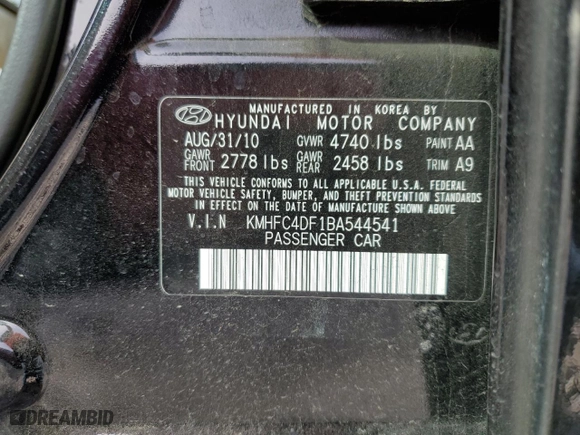 MANUFACTURED IN KOREA BY
HYUNDAI MOTOR COMPANY
AUG/31/10 GVWR 4740 lbs PAINT AA
GAWR FRONT 2778 lbs GAWR REAR 2458 lbs TRIM A9
THIS VEHICLE CONFORMS TO ALL APPLICABLE U.S.A. FEDERAL
MOTOR VEHICLE SAFETY, BUMPER, AND THEFT PREVENTION STANDARDS
IN EFFECT ON THE DATE OF MANUFACTURE SHOWN ABOVE.
V.I.N KMHFC4DF1BA544541
PASSENGER CAR
DREAMBID